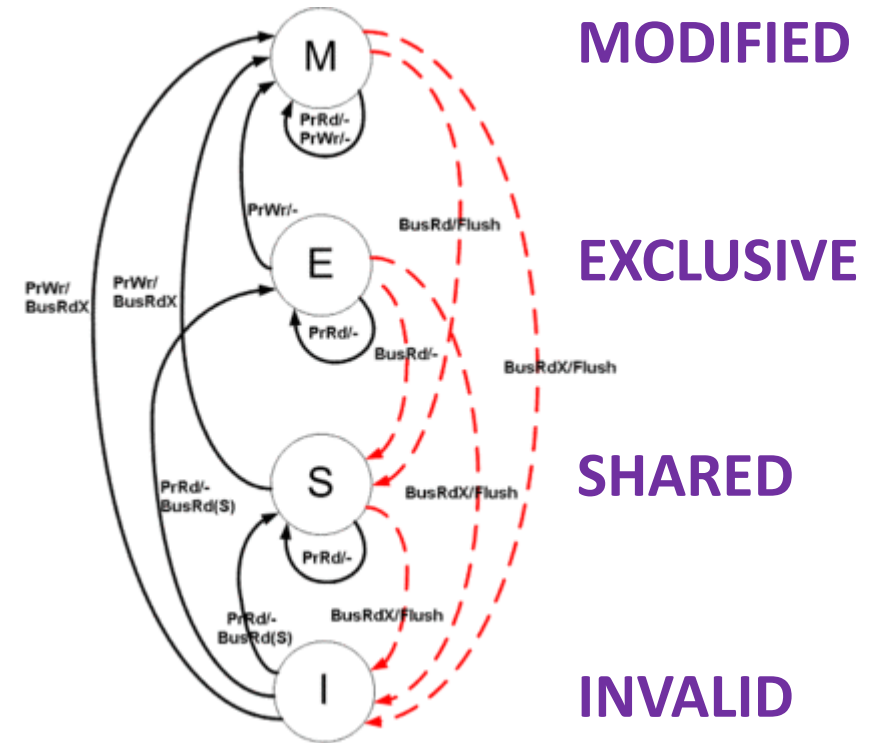 M
MODIFIED
PrRd/-
PrWr/-
PrWr/-
BusRd/Flush
E
EXCLUSIVE
PrWr/
BusRdX
PrWr/
BusRdX
PrRd/-
BusRd/-
BusRdX/Flush
S
SHARED
PrRd/-
BusRd(S)
BusRdX/Flush
PrRd/-
PrRd/-
BusRd(S)
BusRdX/Flush
I
INVALID